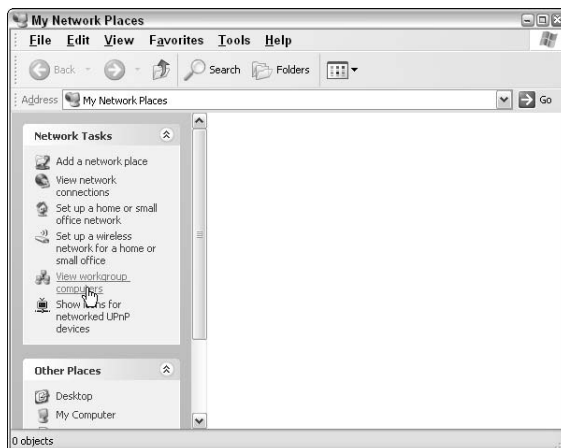 My Network Places
File Edit View Favorites Tools Help
Back Search Folders
Address My Network Places Go
Network Tasks
Add a network place
View network
connections
Set up a home or small
office network
Set up a wireless
network for a home or
small office
View workgroup
computers
Show icons for
networked UPnP
devices
Other Places
Desktop
My Computer
0 objects